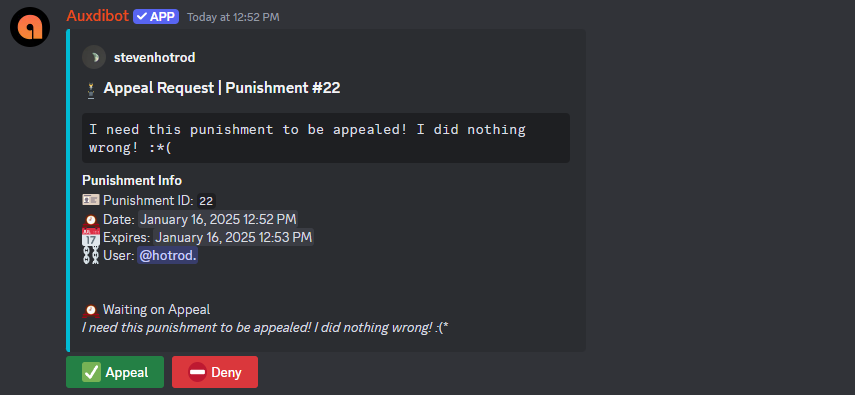 Auxdibot ✓ APP Today at 12:52 PM
stevenhotrod
Appeal Request | Punishment #22
I need this punishment to be appealed! I did nothing
wrong! :*(
Punishment Info
Punishment ID: 22
Date: January 16, 2025 12:52 PM
JUL 17 Expires: January 16, 2025 12:53 PM
User: @hotrod.
Waiting on Appeal
I need this punishment to be appealed! I did nothing wrong! :(*
Appeal Deny